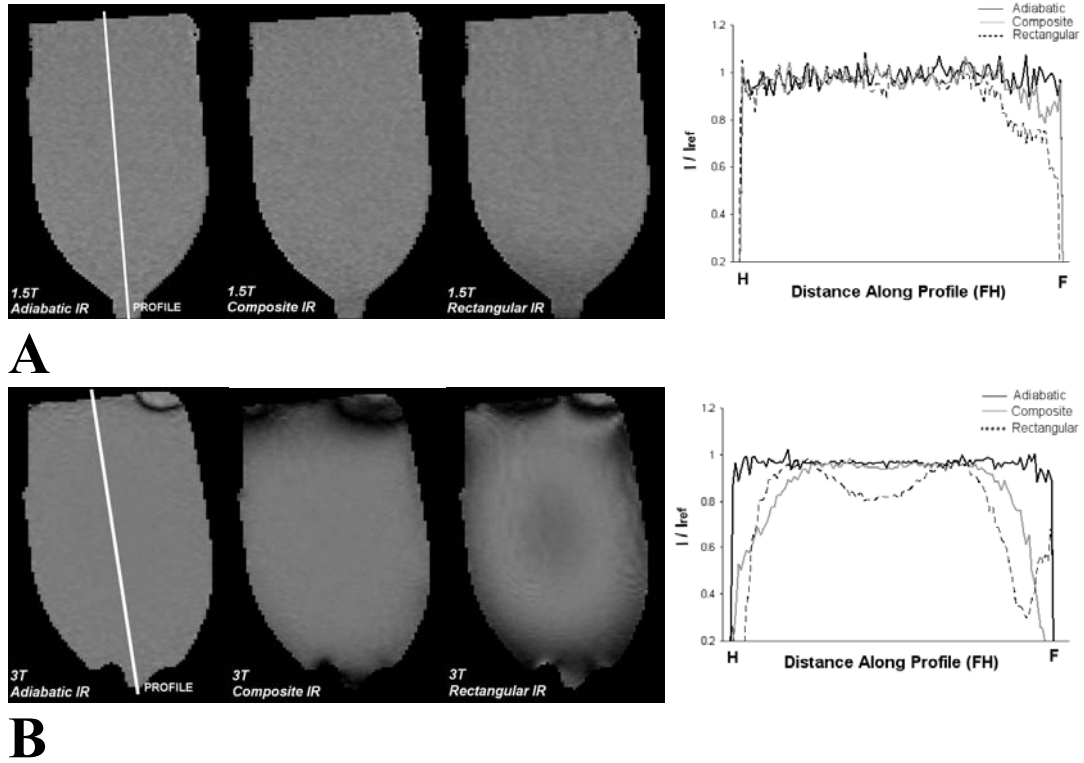 1.5T
Adiabatic IR
PROFILE
1.5T
Composite IR
1.5T
Rectangular IR
Adiabatic
Composite
Rectangular
1.2
1
0.8
0.6
0.4
0.2
I / Iref
H
F
Distance Along Profile (FH)
A
3T
Adiabatic IR
PROFILE
3T
Composite IR
3T
Rectangular IR
Adiabatic
Composite
Rectangular
1.2
1
0.8
0.6
0.4
0.2
I / Iref
H
F
Distance Along Profile (FH)
B